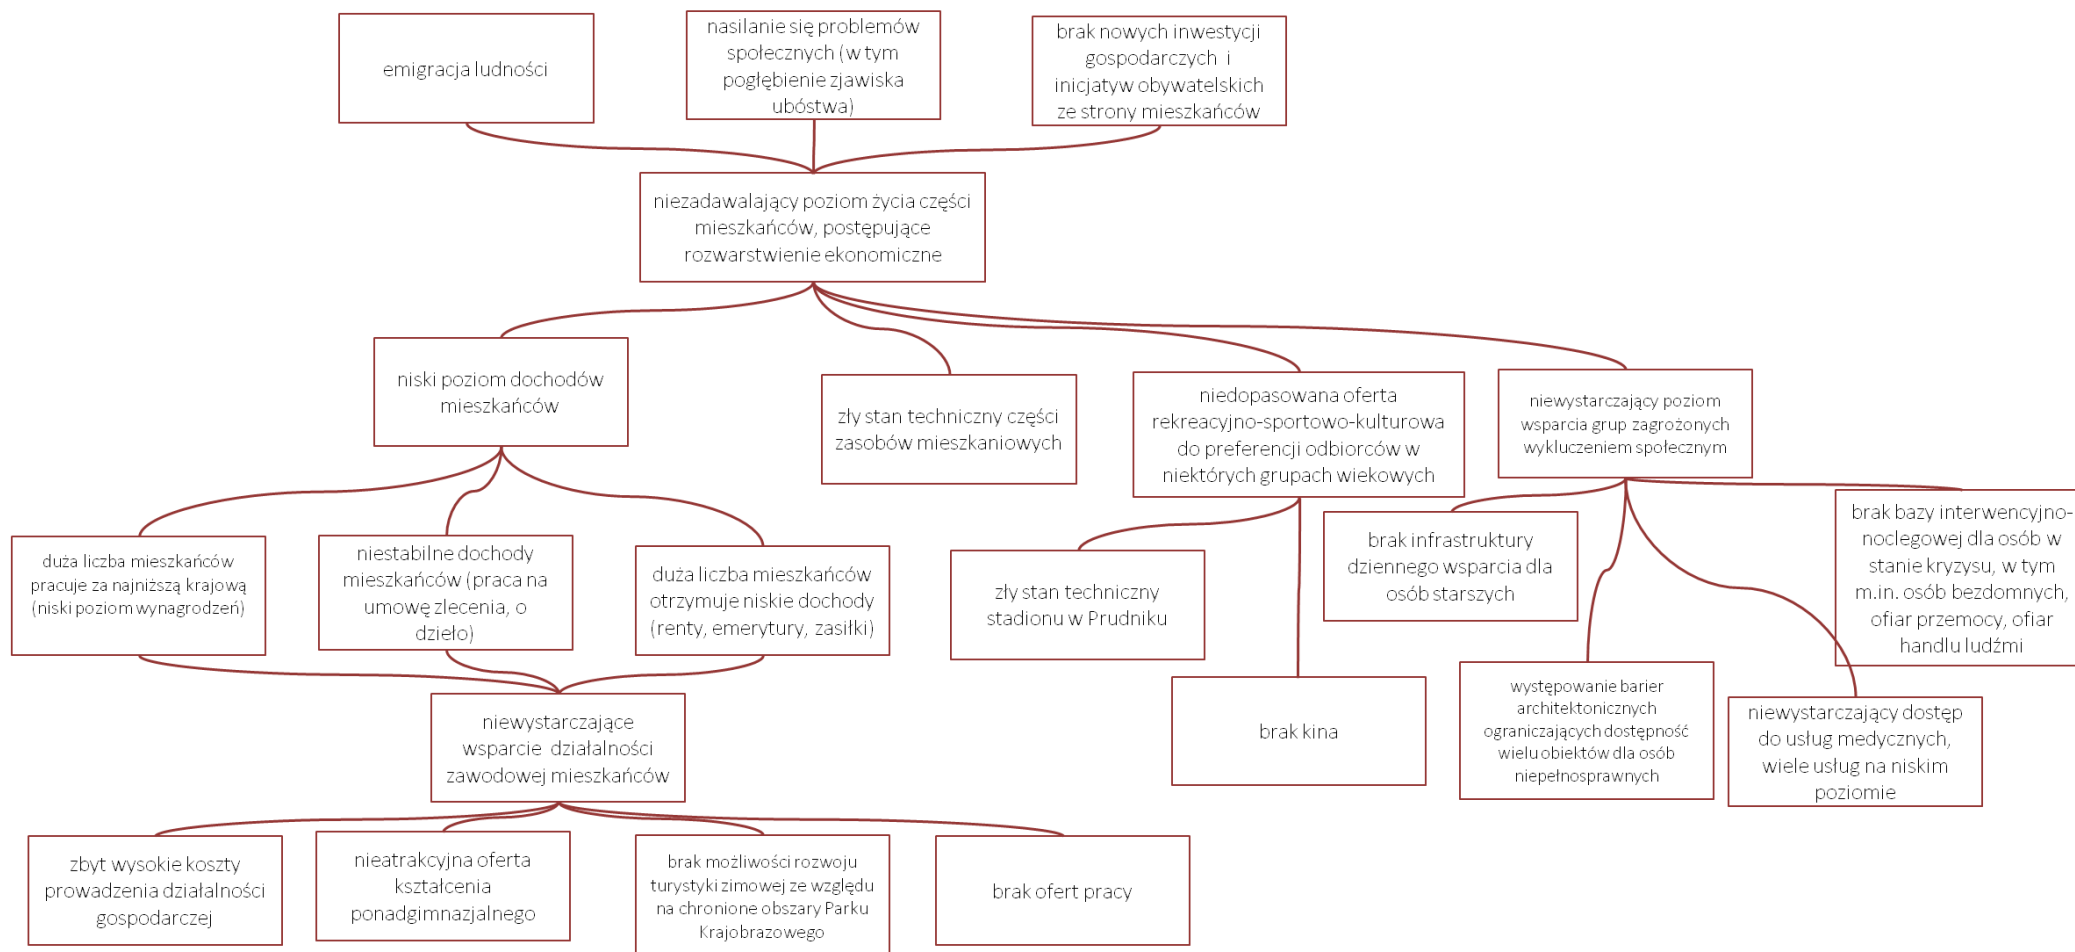 emigracja ludności
nasilanie się problemów
społecznych (w tym
pogłębienie zjawiska
ubóstwa)
brak nowych inwestycji
gospodarczych i
inicjatyw obywatelskich
ze strony mieszkańców
niezadawalający poziom życia części
mieszkańców, postępujące
rozwarstwienie ekonomiczne
niski poziom dochodów
mieszkańców
zły stan techniczny części
zasobów mieszkaniowych
niedopasowana oferta
rekreacyjno-sportowo-kulturowa
do preferencji odbiorców w
niektórych grupach wiekowych
niewystarczający poziom
wsparcia grup zagrożonych
wykluczeniem społecznym
duża liczba mieszkańców
pracuje za najniższą krajową
(niski poziom wynagrodzeń)
niestabilne dochody
mieszkańców (praca na
umowę zlecenia, o
dzieło)
duża liczba mieszkańców
otrzymuje niskie dochody
(renty, emerytury, zasiłki)
zły stan techniczny
stadionu w Prudniku
brak infrastruktury
dziennego wsparcia dla
osób starszych
brak bazy interwencyjno-
noclegowej dla osób w
stanie kryzysu, w tym
m.in. osób bezdomnych,
ofiar przemocy, ofiar
handlu ludźmi
niewystarczające
wsparcie działalności
zawodowej mieszkańców
brak kina
występowanie barier
architektonicznych
ograniczających dostępność
wielu obiektów dla osób
niepełnosprawnych
niewystarczający dostęp
do usług medycznych,
wiele usług na niskim
poziomie
zbyt wysokie koszty
prowadzenia działalności
gospodarczej
nieatrakcyjna oferta
kształcenia
ponadgimnazjalnego
brak możliwości rozwoju
turystyki zimowej ze względu
na chronione obszary Parku
Krajobrazowego
brak ofert pracy